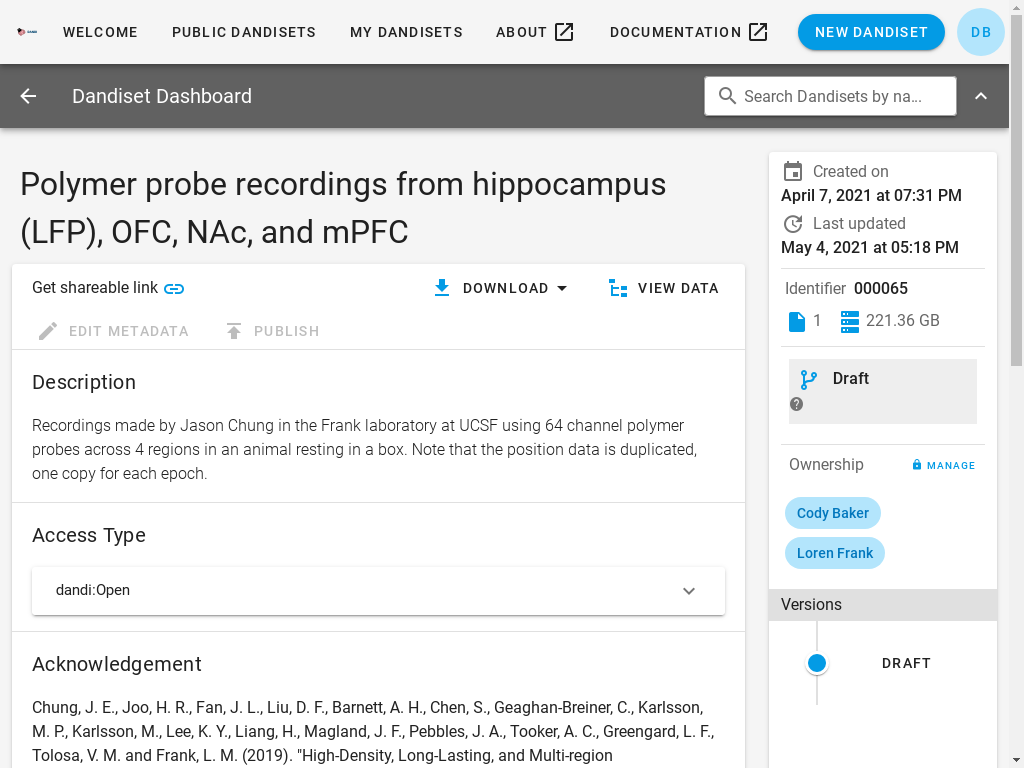 WELCOME PUBLIC DANDISETS MY DANDISETS ABOUT DOCUMENTATION NEW DANDISET DB
Dandiset Dashboard Search Dandisets by na...
Polymer probe recordings from hippocampus
(LFP), OFC, NAc, and mPFC
Get shareable link DOWNLOAD VIEW DATA
EDIT METADATA PUBLISH
Description
Recordings made by Jason Chung in the Frank laboratory at UCSF using 64 channel polymer
probes across 4 regions in an animal resting in a box. Note that the position data is duplicated,
one copy for each epoch.
Access Type
dandi:Open
Acknowledgement
Chung, J. E., Joo, H. R., Fan, J. L., Liu, D. F., Barnett, A. H., Chen, S., Geaghan-Breiner, C., Karlsson,
M. P., Karlsson, M., Lee, K. Y., Liang, H., Magland, J. F., Pebbles, J. A., Tooker, A. C., Greengard, L. F.,
Tolosa, V. M. and Frank, L. M. (2019). "High-Density, Long-Lasting, and Multi-region
Created on
April 7, 2021 at 07:31 PM
Last updated
May 4, 2021 at 05:18 PM
Identifier 000065
1 221.36 GB
Draft
?
Ownership MANAGE
Cody Baker
Loren Frank
Versions
DRAFT